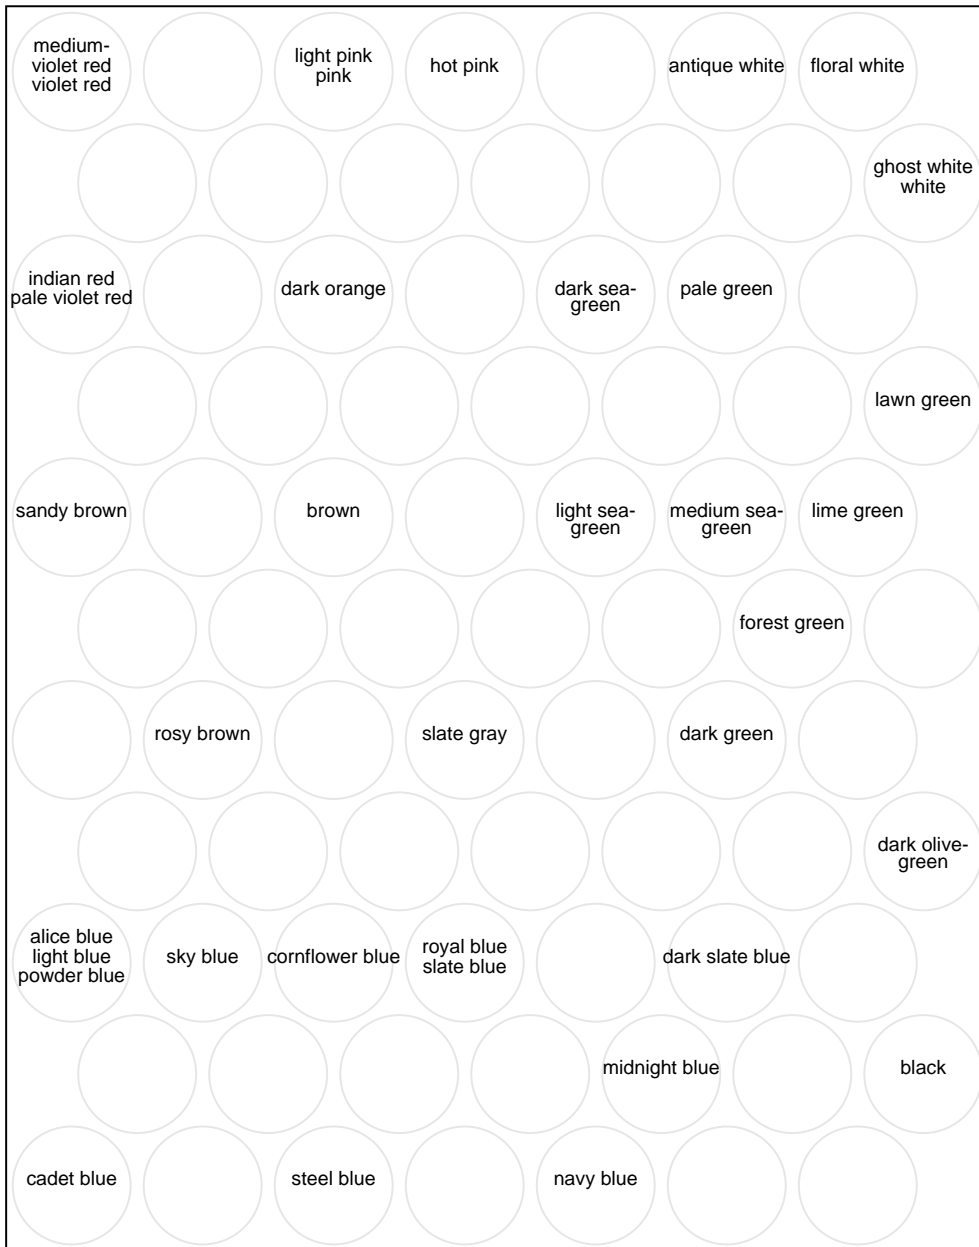 medium-
violet red
violet red
light pink
pink
hot pink
antique white
floral white
ghost white
white
indian red
pale violet red
dark orange
dark sea-
green
pale green
lawn green
sandy brown
brown
light sea-
green
medium sea-
green
lime green
forest green
rosy brown
slate gray
dark green
dark olive-
green
alice blue
light blue
powder blue
sky blue
cornflower blue
royal blue
slate blue
dark slate blue
midnight blue
black
cadet blue
steel blue
navy blue